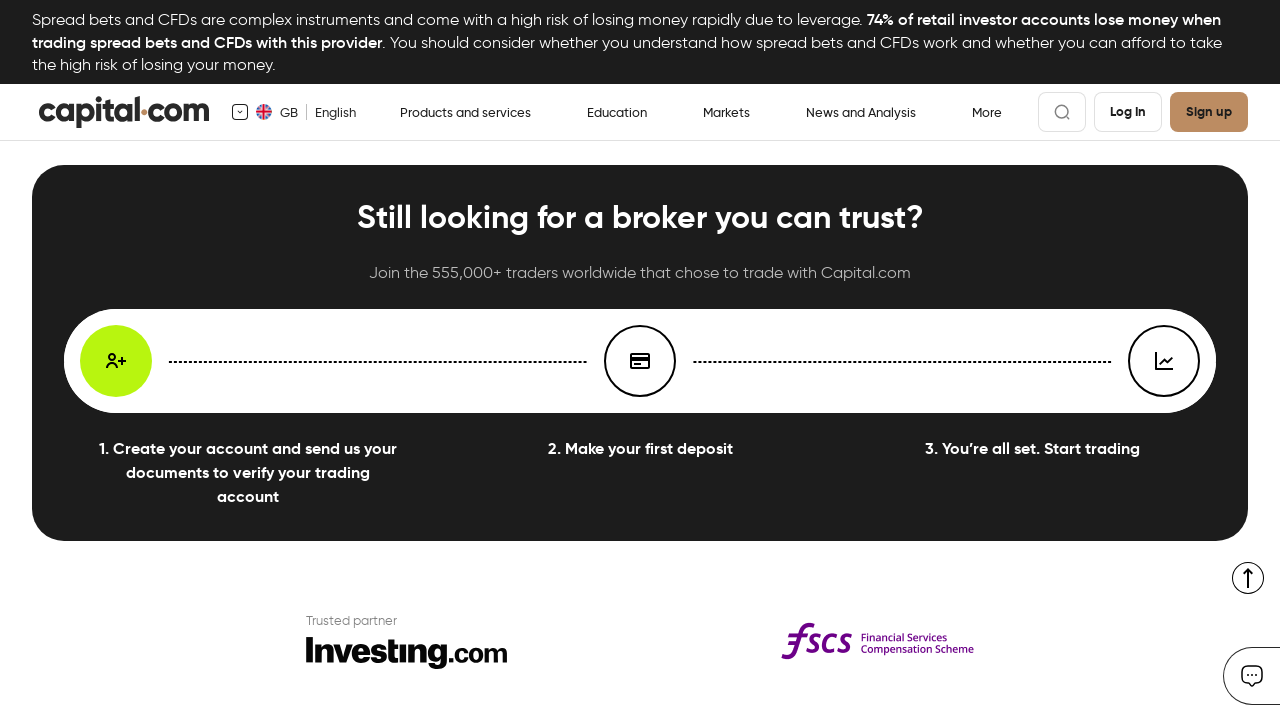 Spread bets and CFDs are complex instruments and come with a high risk of losing money rapidly due to leverage. 74% of retail investor accounts lose money when
trading spread bets and CFDs with this provider. You should consider whether you understand how spread bets and CFDs work and whether you can afford to take
the high risk of losing your money.
capital.com GB English Products and services Education Markets News and Analysis More Log In Sign up
Still looking for a broker you can trust?
Join the 555,000+ traders worldwide that chose to trade with Capital.com
1. Create your account and send us your
documents to verify your trading
account
2. Make your first deposit
3. You’re all set. Start trading
Trusted partner
Investing.com
fscs Financial Services
Compensation Scheme